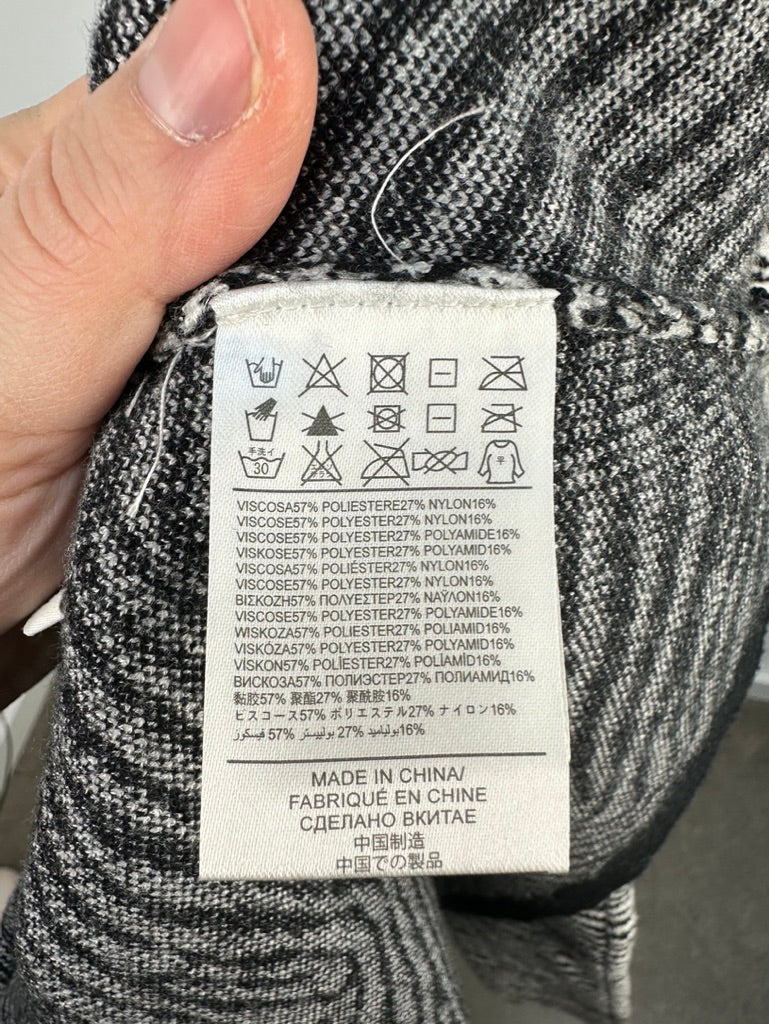 手洗イ
30
平
VISCOSA57% POLIESTERE27% NYLON16%
VISCOSE57% POLYESTER27% NYLON16%
VISCOSE57% POLYESTER27% POLYAMIDE16%
VISKOSE57% POLYESTER27% POLYAMID16%
VISCOSA57% POLIÉSTER27% NYLON16%
VISCOSE57% POLYESTER27% NYLON16%
ΒΙΣΚΟΖΗ57% ΠΟΛΥΕΣΤΕΡ27% ΝΑΫΛΟΝ16%
VISCOSE57% POLYESTER27% POLYAMIDE16%
WISKOZA57% POLIESTER27% POLIAMID16%
VISKÓZA57% POLYESTER27% POLYAMID16%
VİSKON57% POLİESTER27% POLİAMİD16%
ВИСКОЗА57% ПОЛИЭСТЕР27% ПОЛИАМИД16%
黏胶57% 聚酯27% 聚酰胺16%
ビスコース57% ポリエステル27% ナイロン16%
فيسكوز 57% بوليستر 27% بولياميد16%
MADE IN CHINA/
FABRIQUÉ EN CHINE
СДЕЛАНО ВКИТАЕ
中国制造
中国での製品